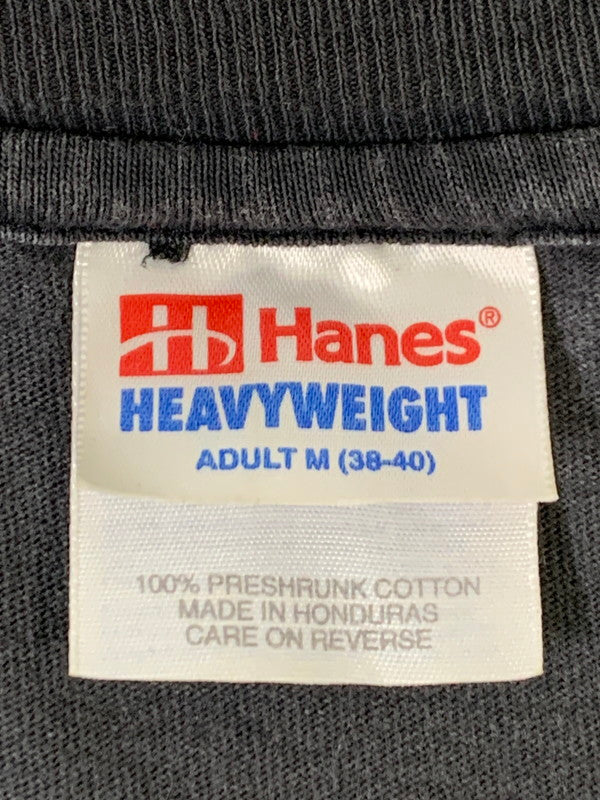 Hanes®
HEAVYWEIGHT
ADULT M (38-40)
100% PRESHRUNK COTTON
MADE IN HONDURAS
CARE ON REVERSE